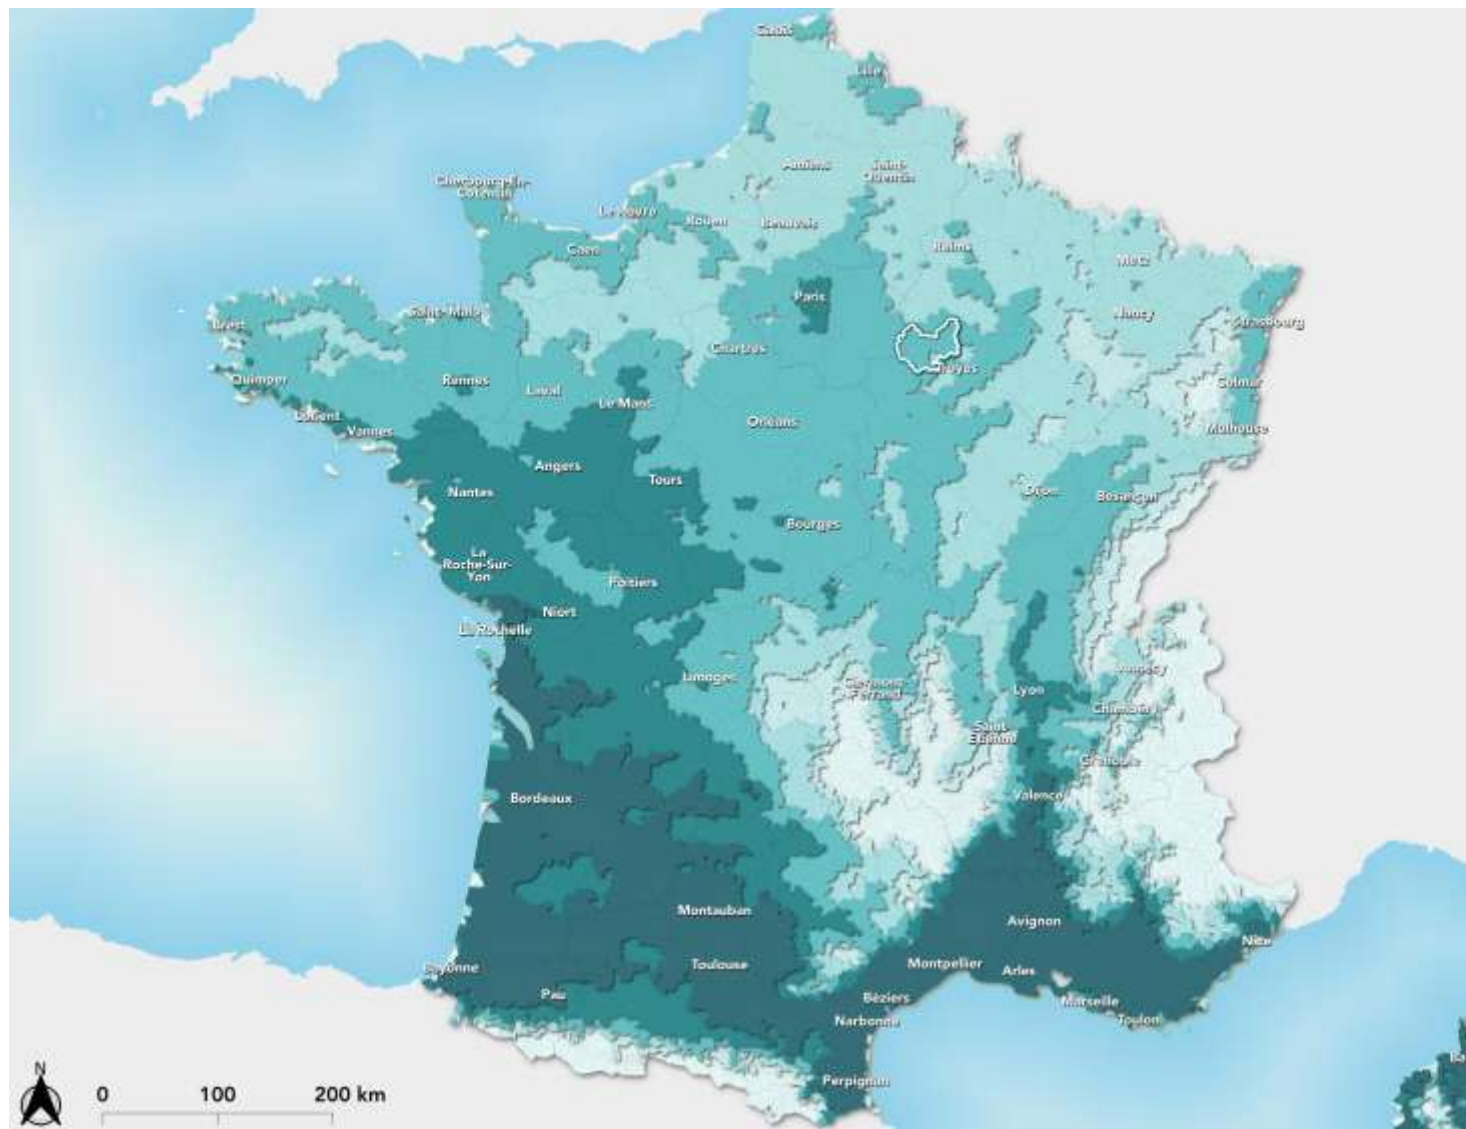 Calais
Lille
Amiens
Saint-
Quentin
Cherbourg-En-
Cotentin
Le Havre
Rouen
Beauvais
Reims
Caen
Metz
Paris
Saint-Malo
Nancy
Strasbourg
Brest
Chartres
Troyes
Quimper
Rennes
Laval
Colmar
Le Mans
Lorient
Orléans
Mulhouse
Vannes
Angers
Tours
Nantes
Dijon
Besançon
Bourges
La
Roche-Sur-
Yon
Poitiers
Niort
La Rochelle
Annecy
Limoges
Clermont-
Ferrand
Lyon
Chambéry
Saint-
Étienne
Grenoble
Bordeaux
Valence
Montauban
Avignon
Nice
Toulouse
Montpellier
Arles
Bayonne
Pau
Béziers
Marseille
Narbonne
Toulon
Ba
Perpignan
N
0 100 200 km